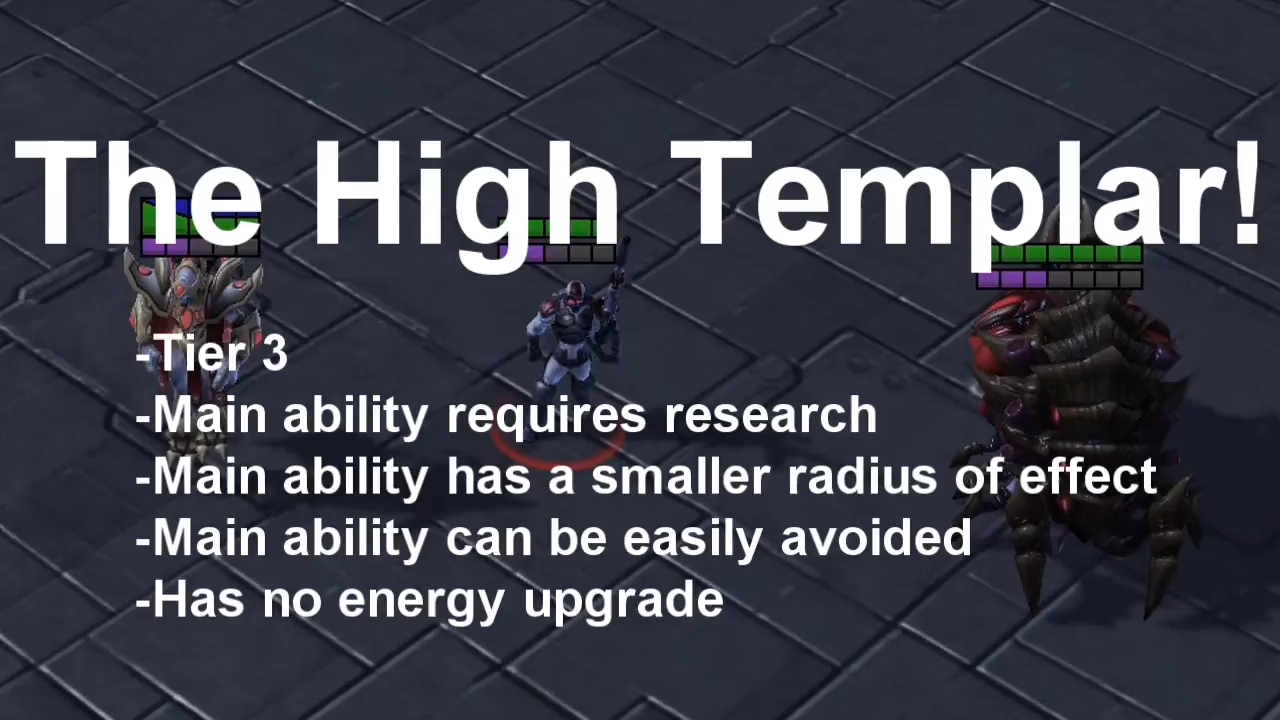 The High Templar!
-Tier 3
-Main ability requires research
-Main ability has a smaller radius of effect
-Main ability can be easily avoided
-Has no energy upgrade